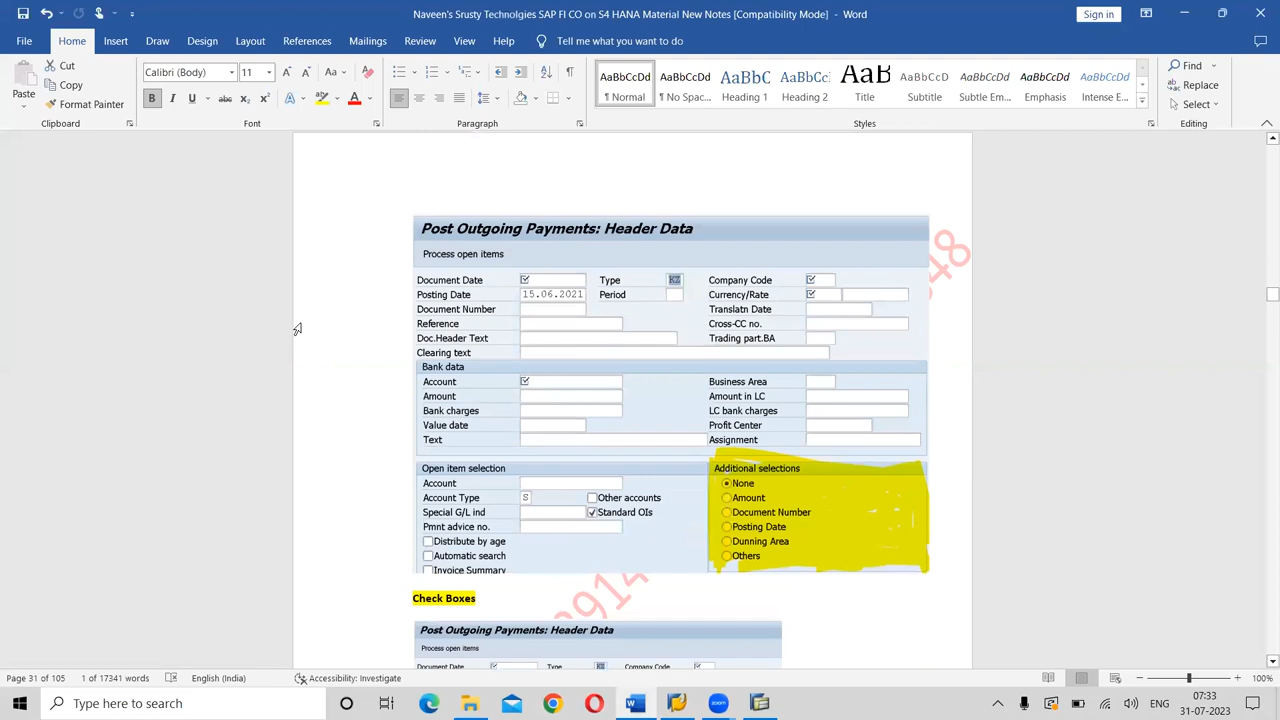 Naveen's Srusty Technolgies SAP FI CO on S4 HANA Material New Notes [Compatibility Mode] - Word
Sign in
File Home Insert Draw Design Layout References Mailings Review View Help Tell me what you want to do
Paste
Cut
Copy
Format Painter
Calibri (Body) 11
AaBbCcDd AaBbCcDd AaBbC AaBbCc AaB AaBbCcD AaBbCcDd AaBbCcDd AaBbCcDd
¶ Normal ¶ No Spac... Heading 1 Heading 2 Title Subtitle Subtle Em... Emphasis Intense E...
Find
Replace
Select
Clipboard Font Paragraph Styles Editing
Post Outgoing Payments: Header Data
Process open items
Document Date Type KZ Company Code
Posting Date 15.06.2021 Period Currency/Rate
Document Number Translatn Date
Reference Cross-CC no.
Doc.Header Text Trading part.BA
Clearing text
Bank data
Account Business Area
Amount Amount in LC
Bank charges LC bank charges
Value date Profit Center
Text Assignment
Open item selection Additional selections
Account None
Account Type S Other accounts Amount
Special G/L ind Standard OIs Document Number
Pmnt advice no. Posting Date
Distribute by age Dunning Area
Automatic search Others
Invoice Summary
Check Boxes
Post Outgoing Payments: Header Data
Process open items
Document Date Type KZ Company Code
Page 31 of 105 1 of 17341 words English (India) Accessibility: Investigate 100%
Type here to search
ENG
07:33
31-07-2023